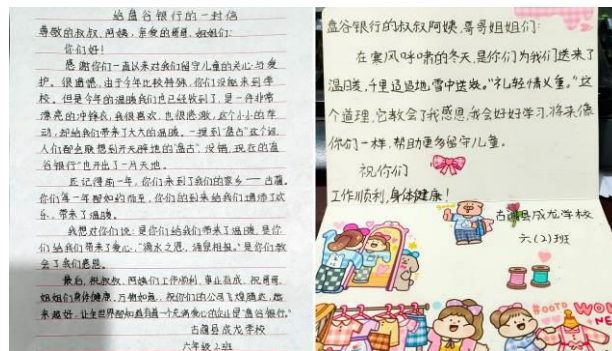 给盘谷银行的一封信
尊敬的叔叔、阿姨,亲爱的哥哥、姐姐们:
你们好!
感谢你们一直以来对我们留守儿童的关心与爱
护。很遗憾,由于今年比较特殊,你们没能来到学
校。但是今年的温暖我们也已经收到了,是一件非常
漂亮的冲锋衣,我很喜欢,也很感激,这个小小的举
动,却给我们带来了大大的温暖。一提到“盘古”这个词,
人们都会联想到开天辟地的“盘古”,没错,现在的盘
谷银行“也开出了一片天地。
还记得前一年,你们来到了我们的家乡——古蔺,
你们每一年都如约而至,你们的到来给我们增添了欢
乐,带来了温暖。
我想对你们说:是你们给我们带来了温暖,是你
们给我们带来了爱心,“滴水之恩,涌泉相报。”是你们教
会了我们感恩。
最后,祝叔叔、阿姨们工作顺利,事业有成,祝哥哥、
姐姐们身体健康,万事如意,祝你们的公司飞煌腾达,越
来越好,让全世界都知道有一个充满爱心的企业是“盘谷银行。”
古蔺县成龙学校
六年级2班
盘谷银行的叔叔阿姨、哥哥姐姐们:
在寒风呼啸的冬天,是你们为我们送来了
温暖,千里迢迢地雪中送炭。“礼轻情义重。”这
个道理,它教会了我感恩,我会好好学习,将来像
你们一样,帮助更多留守儿童。
祝你们
工作顺利,身体健康!
古蔺县成龙学校
六(2)班
#OOTD
WOW
NE